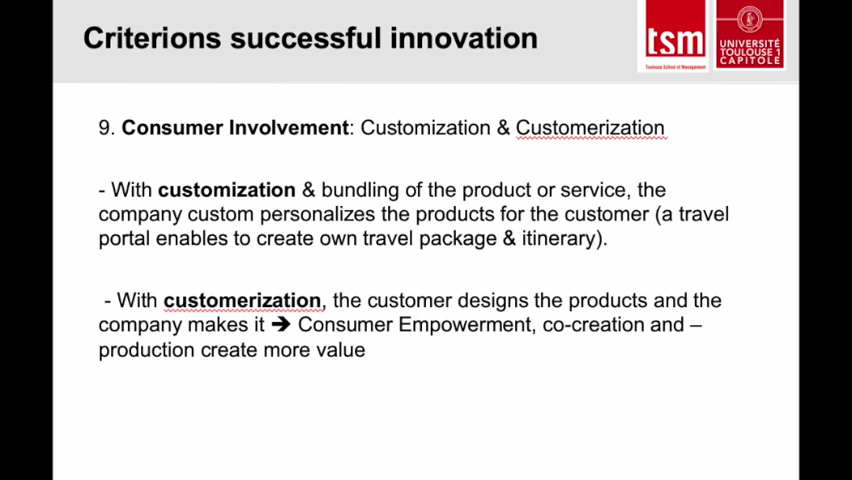 Criterions successful innovation
tsm
Toulouse School of Management
UNIVERSITÉ
TOULOUSE 1
CAPITOLE
9. Consumer Involvement: Customization & Customerization
- With customization & bundling of the product or service, the
company custom personalizes the products for the customer (a travel
portal enables to create own travel package & itinerary).
- With customerization, the customer designs the products and the
company makes it ➔ Consumer Empowerment, co-creation and –
production create more value